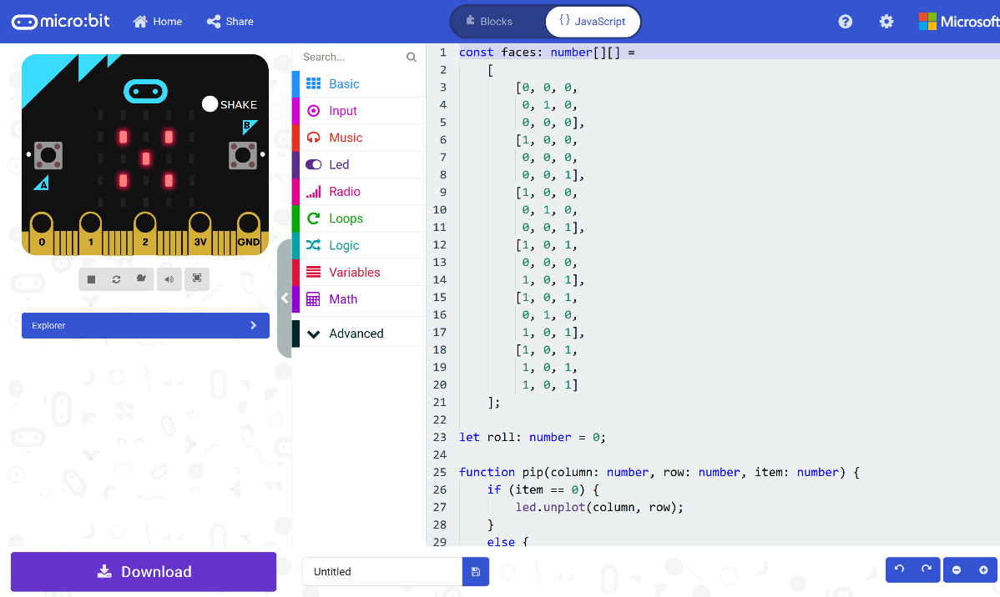 micro:bit
Home
Share
Blocks
{ } JavaScript
Microsoft
SHAKE
B
A
0 1 2 3V GND
Explorer
Download
Search...
Basic
Input
Music
Led
Radio
Loops
Logic
Variables
Math
Advanced
1 const faces: number[][] =
2 [
3 [0, 0, 0,
4 0, 1, 0,
5 0, 0, 0],
6 [1, 0, 0,
7 0, 0, 0,
8 0, 0, 1],
9 [1, 0, 0,
10 0, 1, 0,
11 0, 0, 1],
12 [1, 0, 1,
13 0, 0, 0,
14 1, 0, 1],
15 [1, 0, 1,
16 0, 1, 0,
17 1, 0, 1],
18 [1, 0, 1,
19 1, 0, 1,
20 1, 0, 1]
21 ];
22
23 let roll: number = 0;
24
25 function pip(column: number, row: number, item: number) {
26 if (item == 0) {
27 led.unplot(column, row);
28 }
29 else {
Untitled